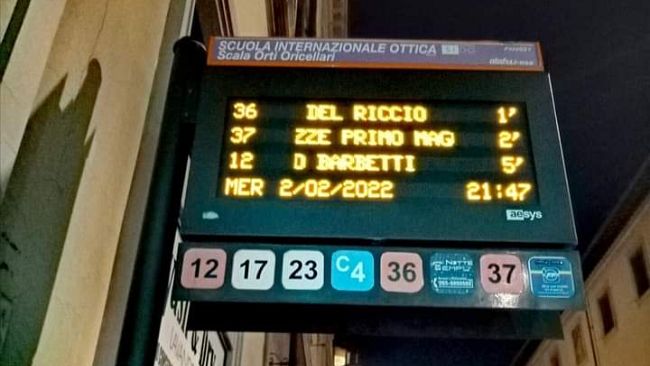 SCUOLA INTERNAZIONALE OTTICA
Scala Orti Oricellari
36 DEL RICCIO 1'
37 ZZE PRIMO MAG 2'
12 D BARBETTI 5'
MER 2/02/2022 21:47
aesys
12 17 23 C4 36 NOTTE 37